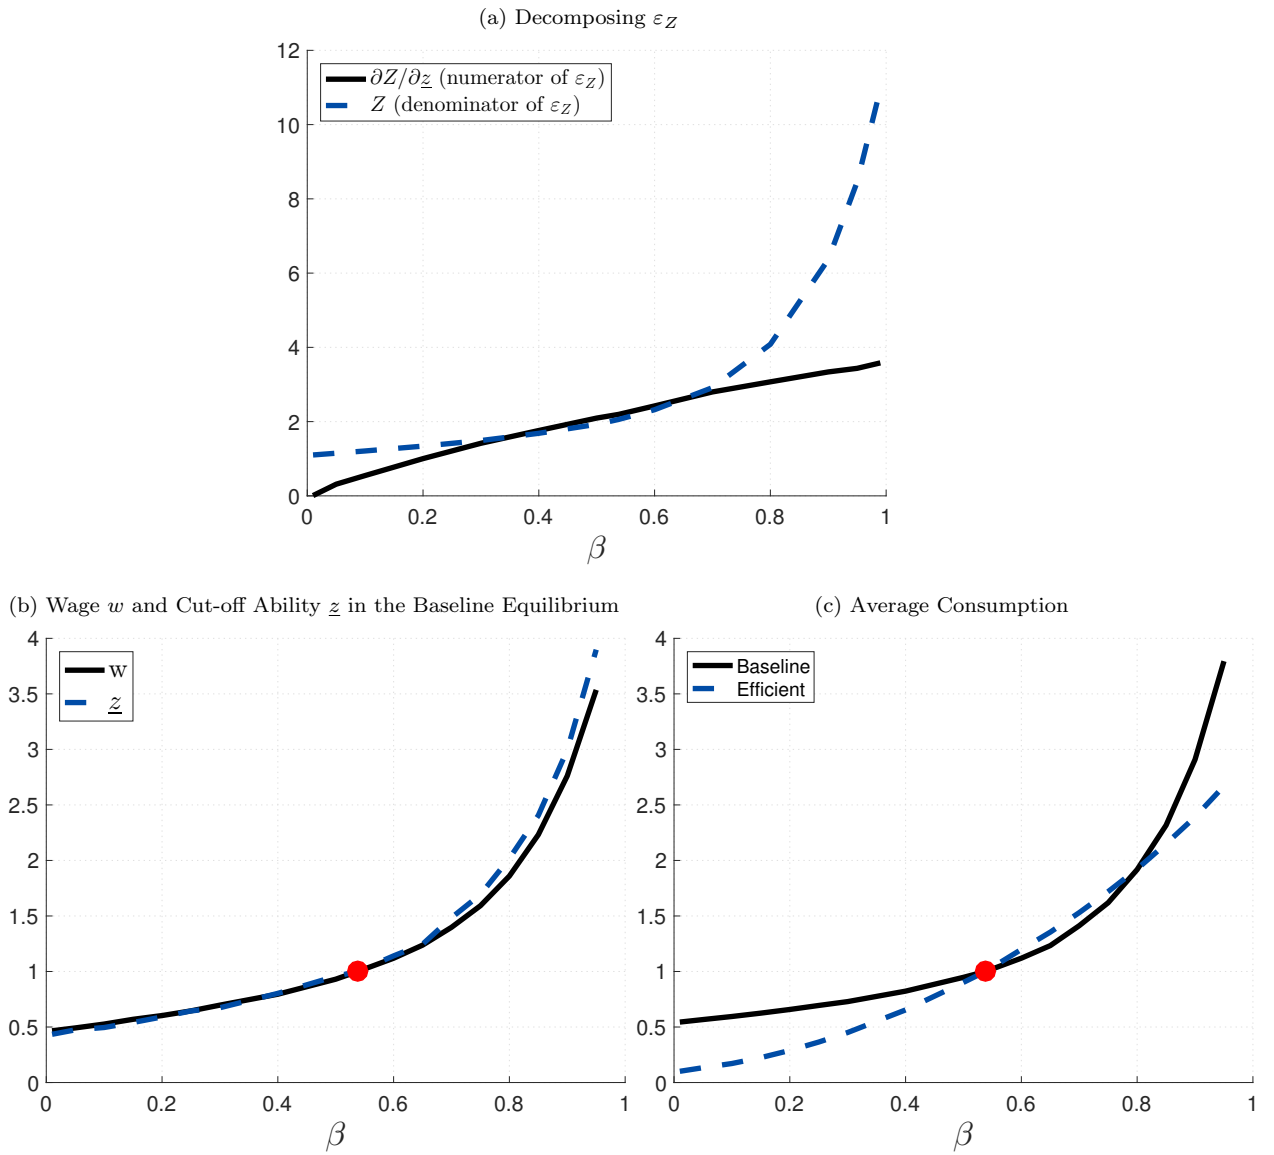 (a) Decomposing ε_Z
12
10
8
6
4
2
0
∂Z/∂z̲ (numerator of ε_Z)
Z (denominator of ε_Z)
0 0.2 0.4 0.6 0.8 1
β
(b) Wage w and Cut-off Ability z̲ in the Baseline Equilibrium
4
3.5
3
2.5
2
1.5
1
0.5
0
w
z̲
0 0.2 0.4 0.6 0.8 1
β
(c) Average Consumption
4
3.5
3
2.5
2
1.5
1
0.5
0
Baseline
Efficient
0 0.2 0.4 0.6 0.8 1
β